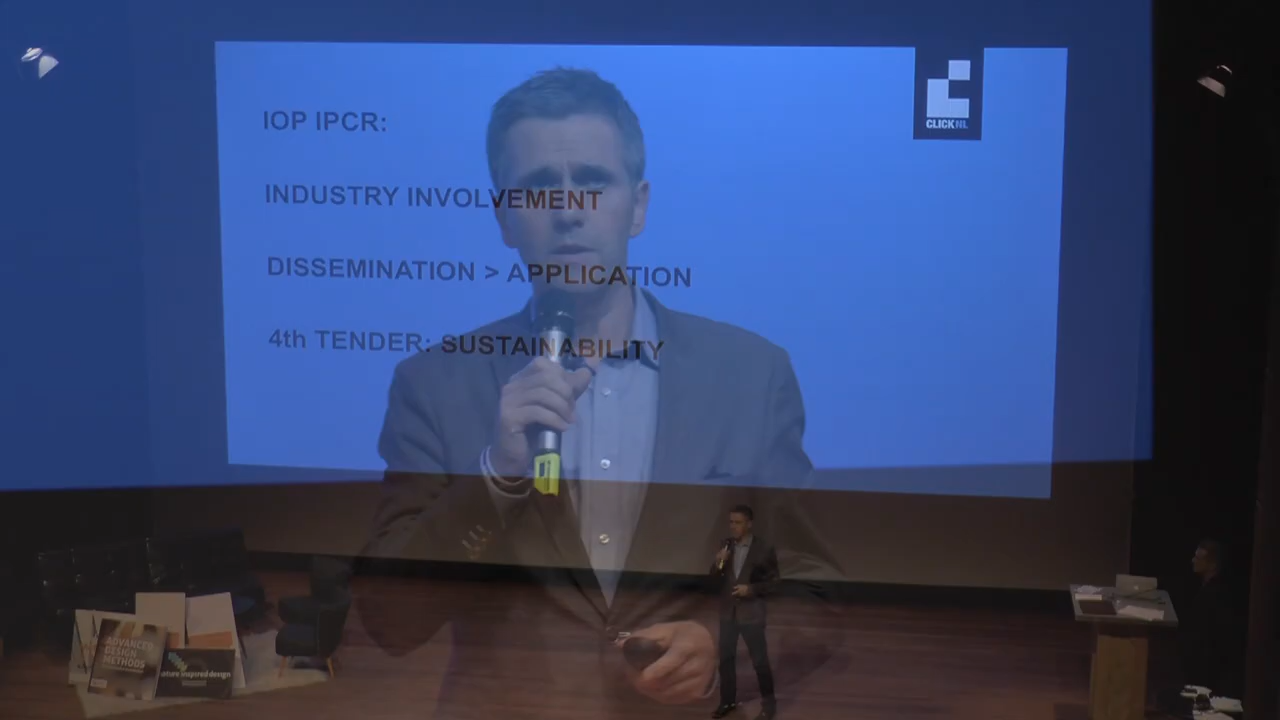 IOP IPCR:
CLICKNL
INDUSTRY INVOLVEMENT
DISSEMINATION > APPLICATION
4th TENDER: SUSTAINABILITY
ADVANCED
DESIGN
METHODS
ature inspired design